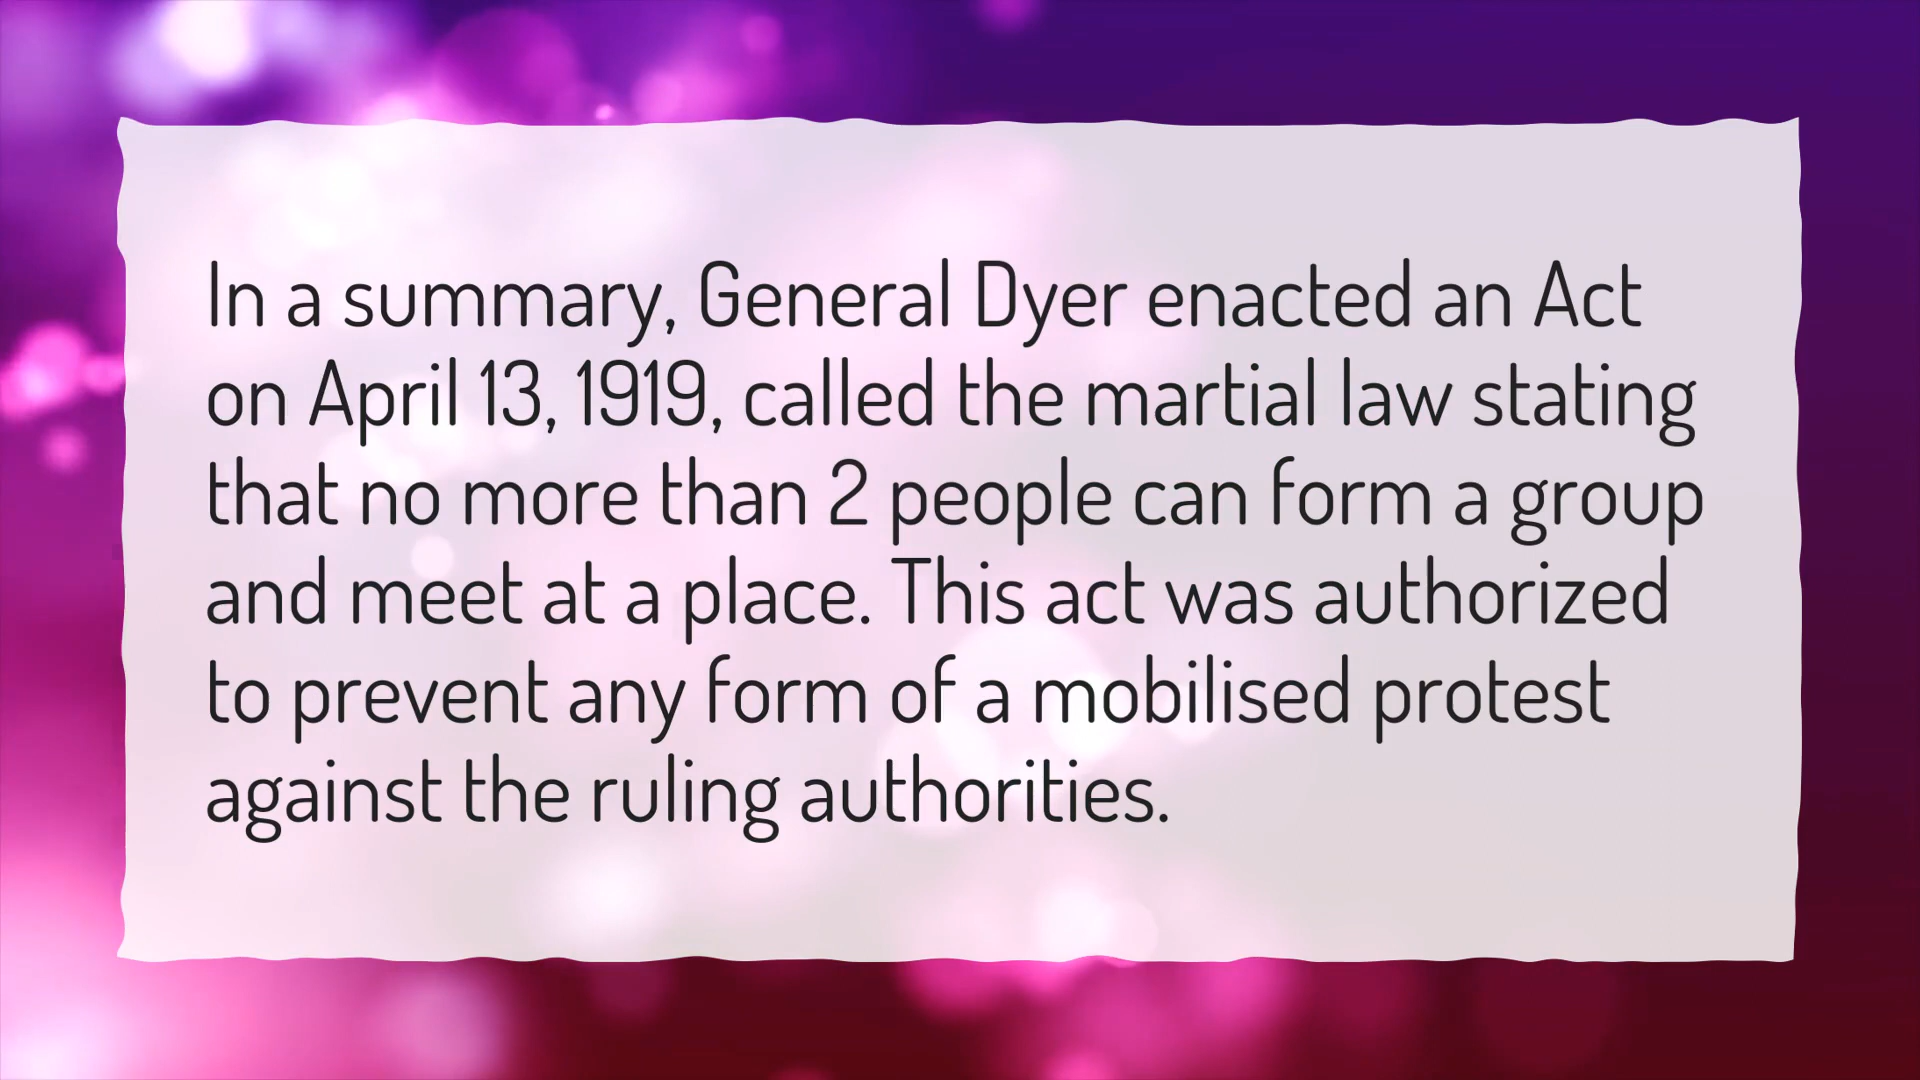 In a summary, General Dyer enacted an Act
on April 13, 1919, called the martial law stating
that no more than 2 people can form a group
and meet at a place. This act was authorized
to prevent any form of a mobilised protest
against the ruling authorities.